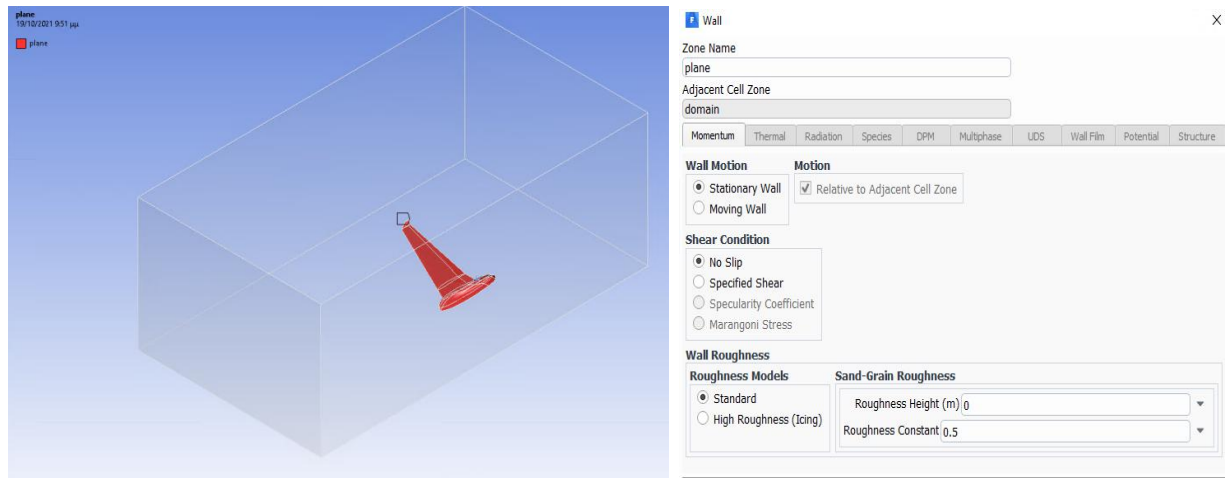 plane
19/10/2021 9:51 μμ
plane
Wall
Zone Name
plane
Adjacent Cell Zone
domain
Momentum Thermal Radiation Species DPM Multiphase UDS Wall Film Potential Structure
Wall Motion Motion
Stationary Wall Relative to Adjacent Cell Zone
Moving Wall
Shear Condition
No Slip
Specified Shear
Specularity Coefficient
Marangoni Stress
Wall Roughness
Roughness Models Sand-Grain Roughness
Standard Roughness Height (m) 0
High Roughness (Icing) Roughness Constant 0.5